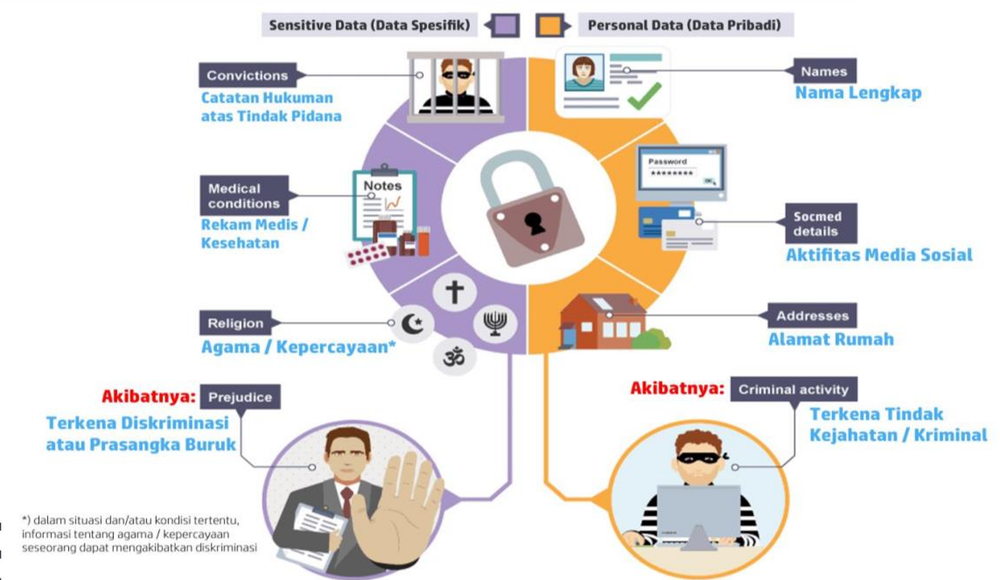 Sensitive Data (Data Spesifik)
Personal Data (Data Pribadi)
Convictions
Catatan Hukuman
atas Tindak Pidana
Medical
conditions
Rekam Medis /
Kesehatan
Religion
Agama / Kepercayaan*
Akibatnya: Prejudice
Terkena Diskriminasi
atau Prasangka Buruk
*) dalam situasi dan/atau kondisi tertentu,
informasi tentang agama / kepercayaan
seseorang dapat mengakibatkan diskriminasi
Notes
Names
Nama Lengkap
Password
********
OK
Socmed
details
Aktifitas Media Sosial
Addresses
Alamat Rumah
Akibatnya: Criminal activity
Terkena Tindak
Kejahatan / Kriminal